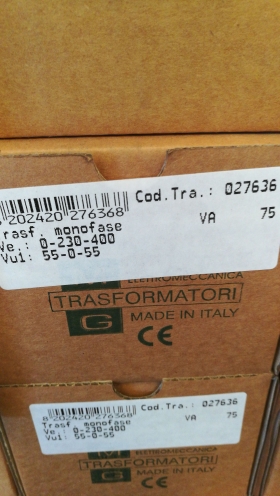 Cod.Tra.: 027636
8 202420 276368
VA 75
Trasf. monofase
Ve.: 0-230-400
Vu1: 55-0-55
ELETTROMECCANICA
TRASFORMATORI
G MADE IN ITALY
CE
8 202420 276368
Cod.Tra.: 027636
Trasf. monofase VA 75
Ve.: 0-230-400
Vu1: 55-0-55
TRASFORMATORI
G MADE IN ITALY
CE